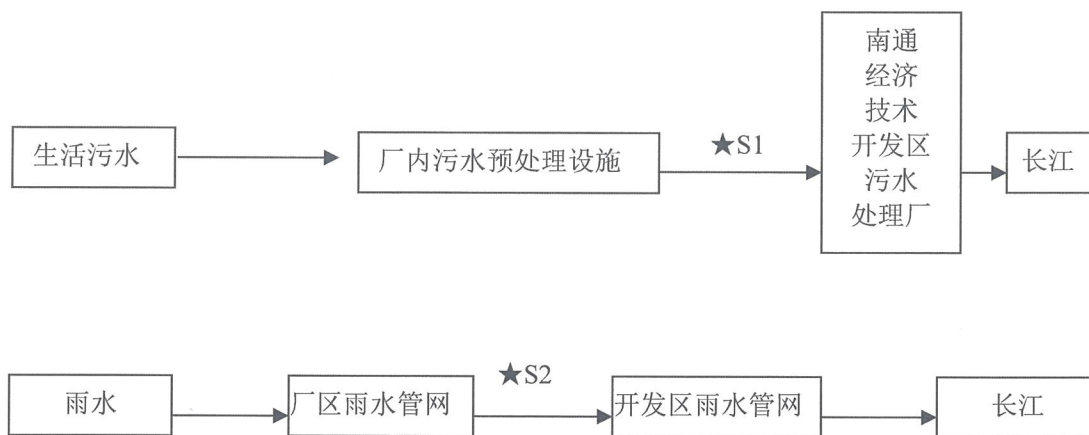 生活污水
厂内污水预处理设施
★S1
南通
经济
技术
开发区
污水
处理厂
长江
雨水
厂区雨水管网
★S2
开发区雨水管网
长江